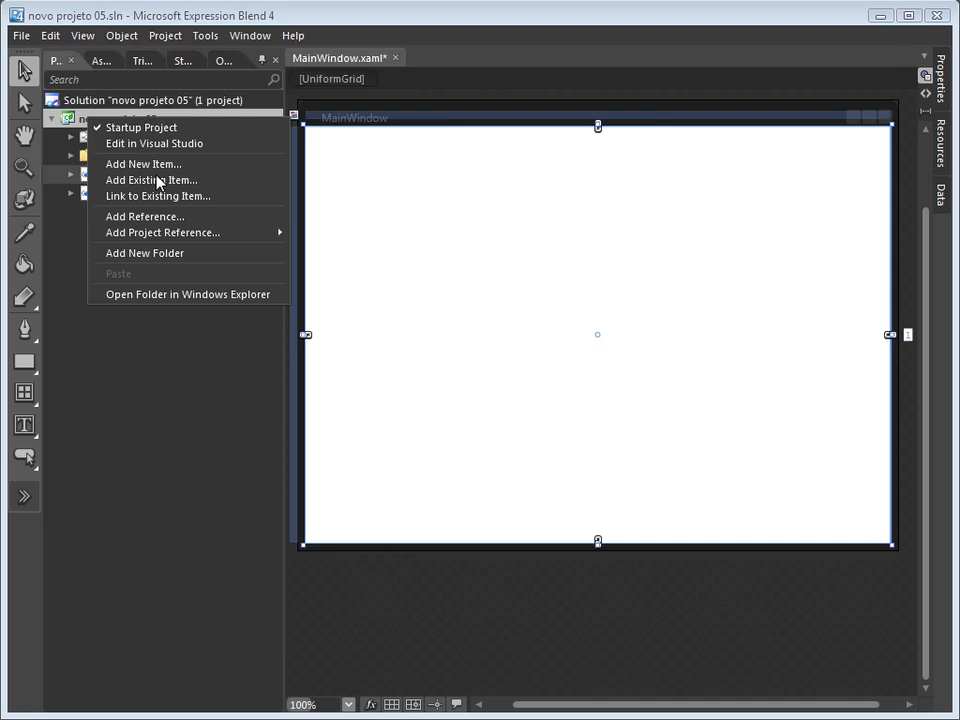 novo projeto 05.sln - Microsoft Expression Blend 4
File Edit View Object Project Tools Window Help
P.. As... Tri... St... O...
MainWindow.xaml*
Search
[UniformGrid]
Solution "novo projeto 05" (1 project)
MainWindow
Startup Project
Edit in Visual Studio
Add New Item...
Add Existing Item...
Link to Existing Item...
Add Reference...
Add Project Reference...
Add New Folder
Paste
Open Folder in Windows Explorer
Properties
Resources
Data
1
100%
fx